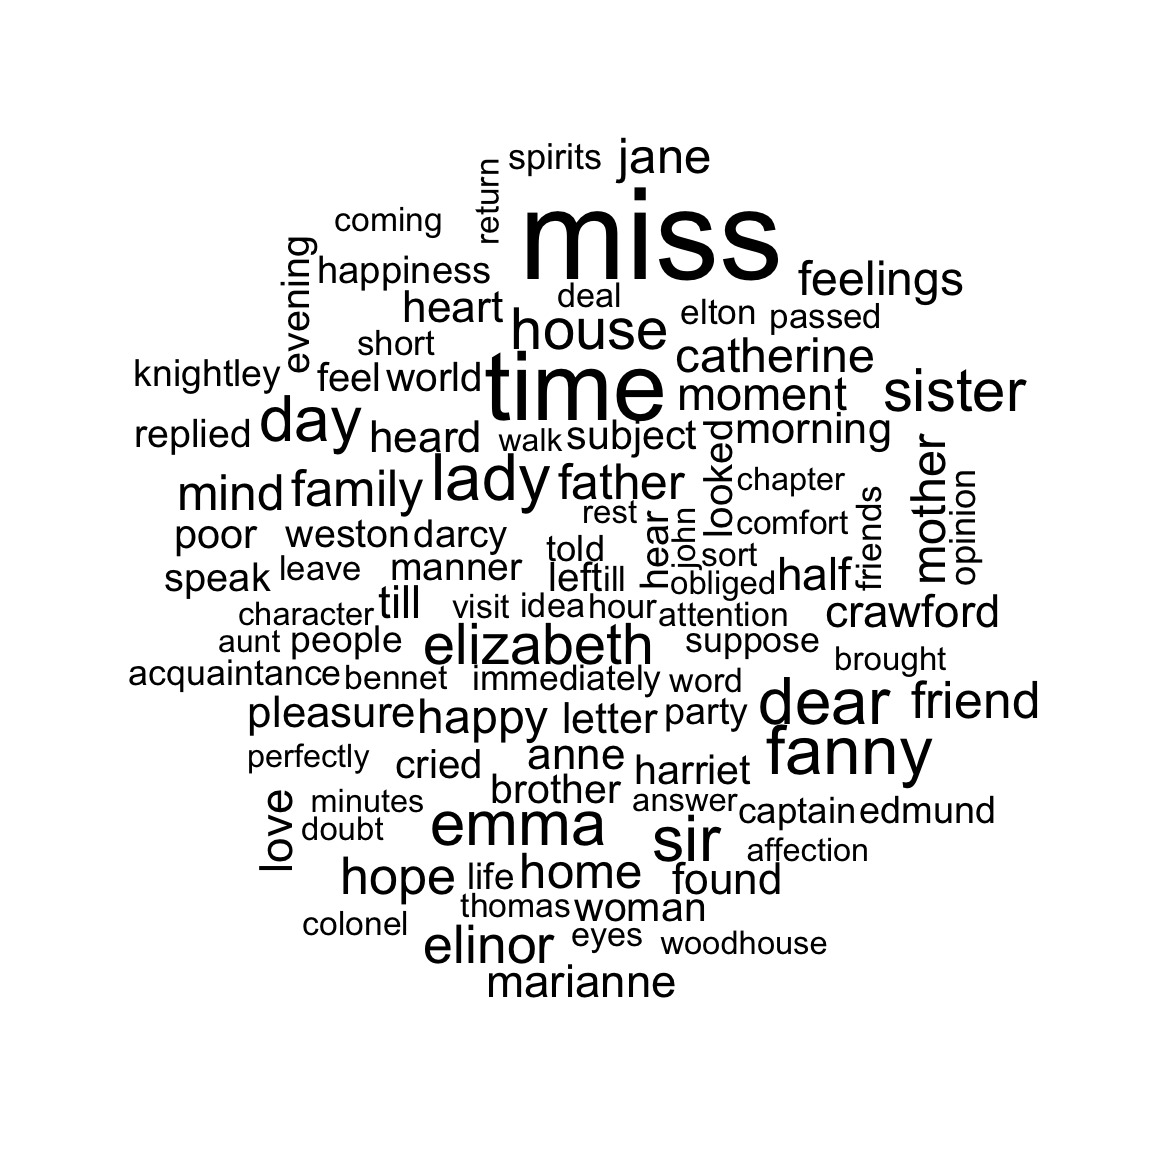 spirits jane
return
coming
miss
evening
happiness
feelings
heart
deal
house
elton passed
short
catherine
knightley
feel world
time
moment
sister
day
replied
heard
walk subject
looked
morning
mind family lady father
chapter
mother
opinion
friends
rest
hear
john
comfort
poor weston darcy
told
sort
speak leave manner
left ill
obliged
half
character till visit idea hour attention crawford
aunt people elizabeth suppose
brought
acquaintance bennet immediately word
dear friend
pleasure happy letter party
fanny
perfectly cried anne harriet
love
minutes
brother answer captain edmund
doubt emma sir affection
hope life home found
thomas woman
colonel elinor eyes woodhouse
marianne